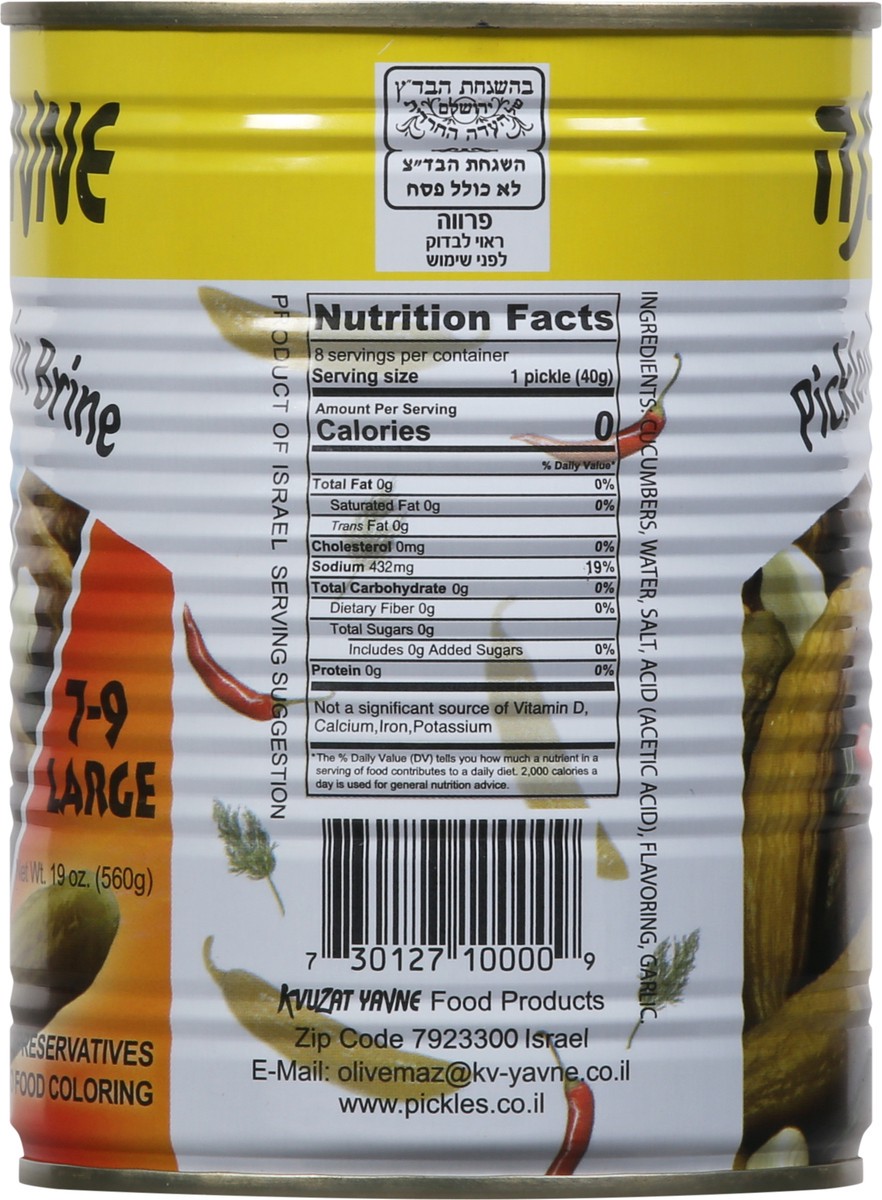 בהשגחת הבד״ץ
ירושלם
העדה החרדית
השגחת הבד״צ
לא כולל פסח
פרווה
ראוי לבדוק
לפני שימוש
VNE
נה
in Brine
Pickle
7-9
LARGE
Net Wt. 19 oz. (560g)
RESERVATIVES
FOOD COLORING
PRODUCT OF ISRAEL SERVING SUGGESTION
Nutrition Facts
8 servings per container
Serving size 1 pickle (40g)
Amount Per Serving
Calories 0
% Daily Value*
Total Fat 0g 0%
Saturated Fat 0g 0%
Trans Fat 0g
Cholesterol 0mg 0%
Sodium 432mg 19%
Total Carbohydrate 0g 0%
Dietary Fiber 0g 0%
Total Sugars 0g
Includes 0g Added Sugars 0%
Protein 0g 0%
Not a significant source of Vitamin D,
Calcium,Iron,Potassium
*The % Daily Value (DV) tells you how much a nutrient in a
serving of food contributes to a daily diet. 2,000 calories a
day is used for general nutrition advice.
INGREDIENTS: CUCUMBERS, WATER, SALT, ACID (ACETIC ACID), FLAVORING, GARLIC.
7 30127 10000 9
KVUZAT YAVNE Food Products
Zip Code 7923300 Israel
E-Mail: olivemaz@kv-yavne.co.il
www.pickles.co.il